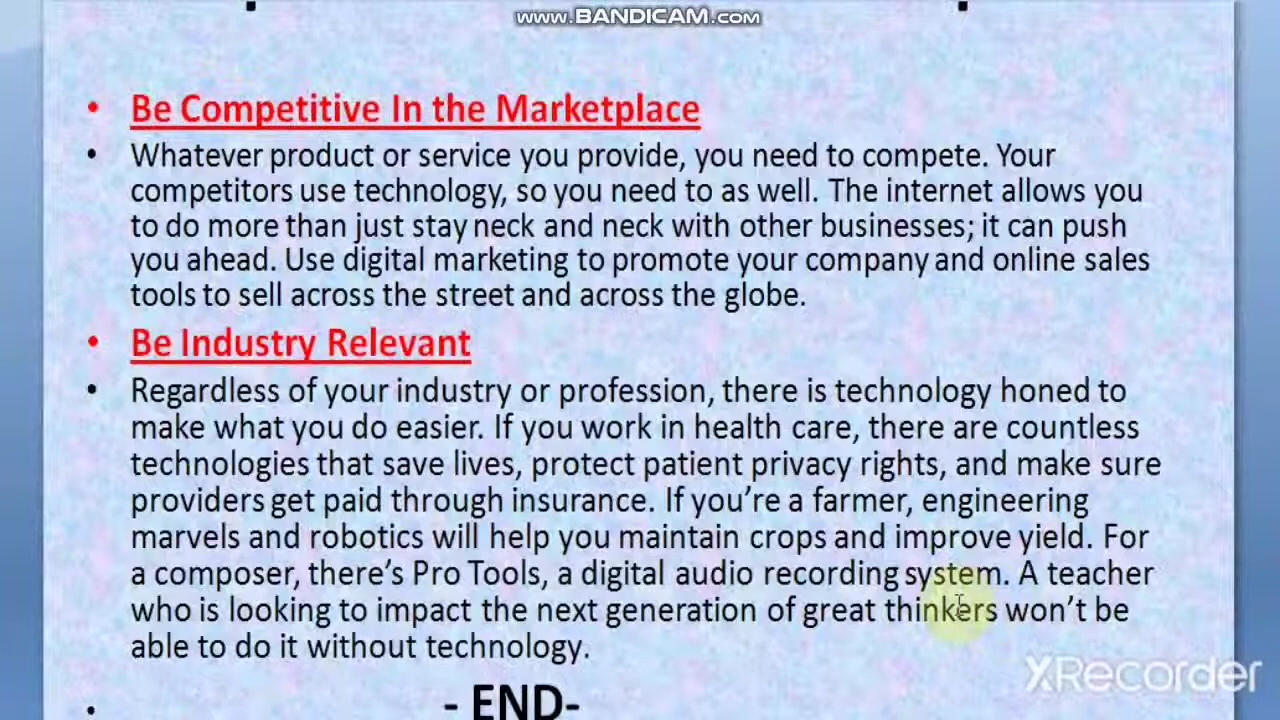 www.BANDICAM.com
• Be Competitive In the Marketplace
• Whatever product or service you provide, you need to compete. Your
competitors use technology, so you need to as well. The internet allows you
to do more than just stay neck and neck with other businesses; it can push
you ahead. Use digital marketing to promote your company and online sales
tools to sell across the street and across the globe.
• Be Industry Relevant
• Regardless of your industry or profession, there is technology honed to
make what you do easier. If you work in health care, there are countless
technologies that save lives, protect patient privacy rights, and make sure
providers get paid through insurance. If you’re a farmer, engineering
marvels and robotics will help you maintain crops and improve yield. For
a composer, there’s Pro Tools, a digital audio recording system. A teacher
who is looking to impact the next generation of great thinkers won’t be
able to do it without technology.
XRecorder
• - END-